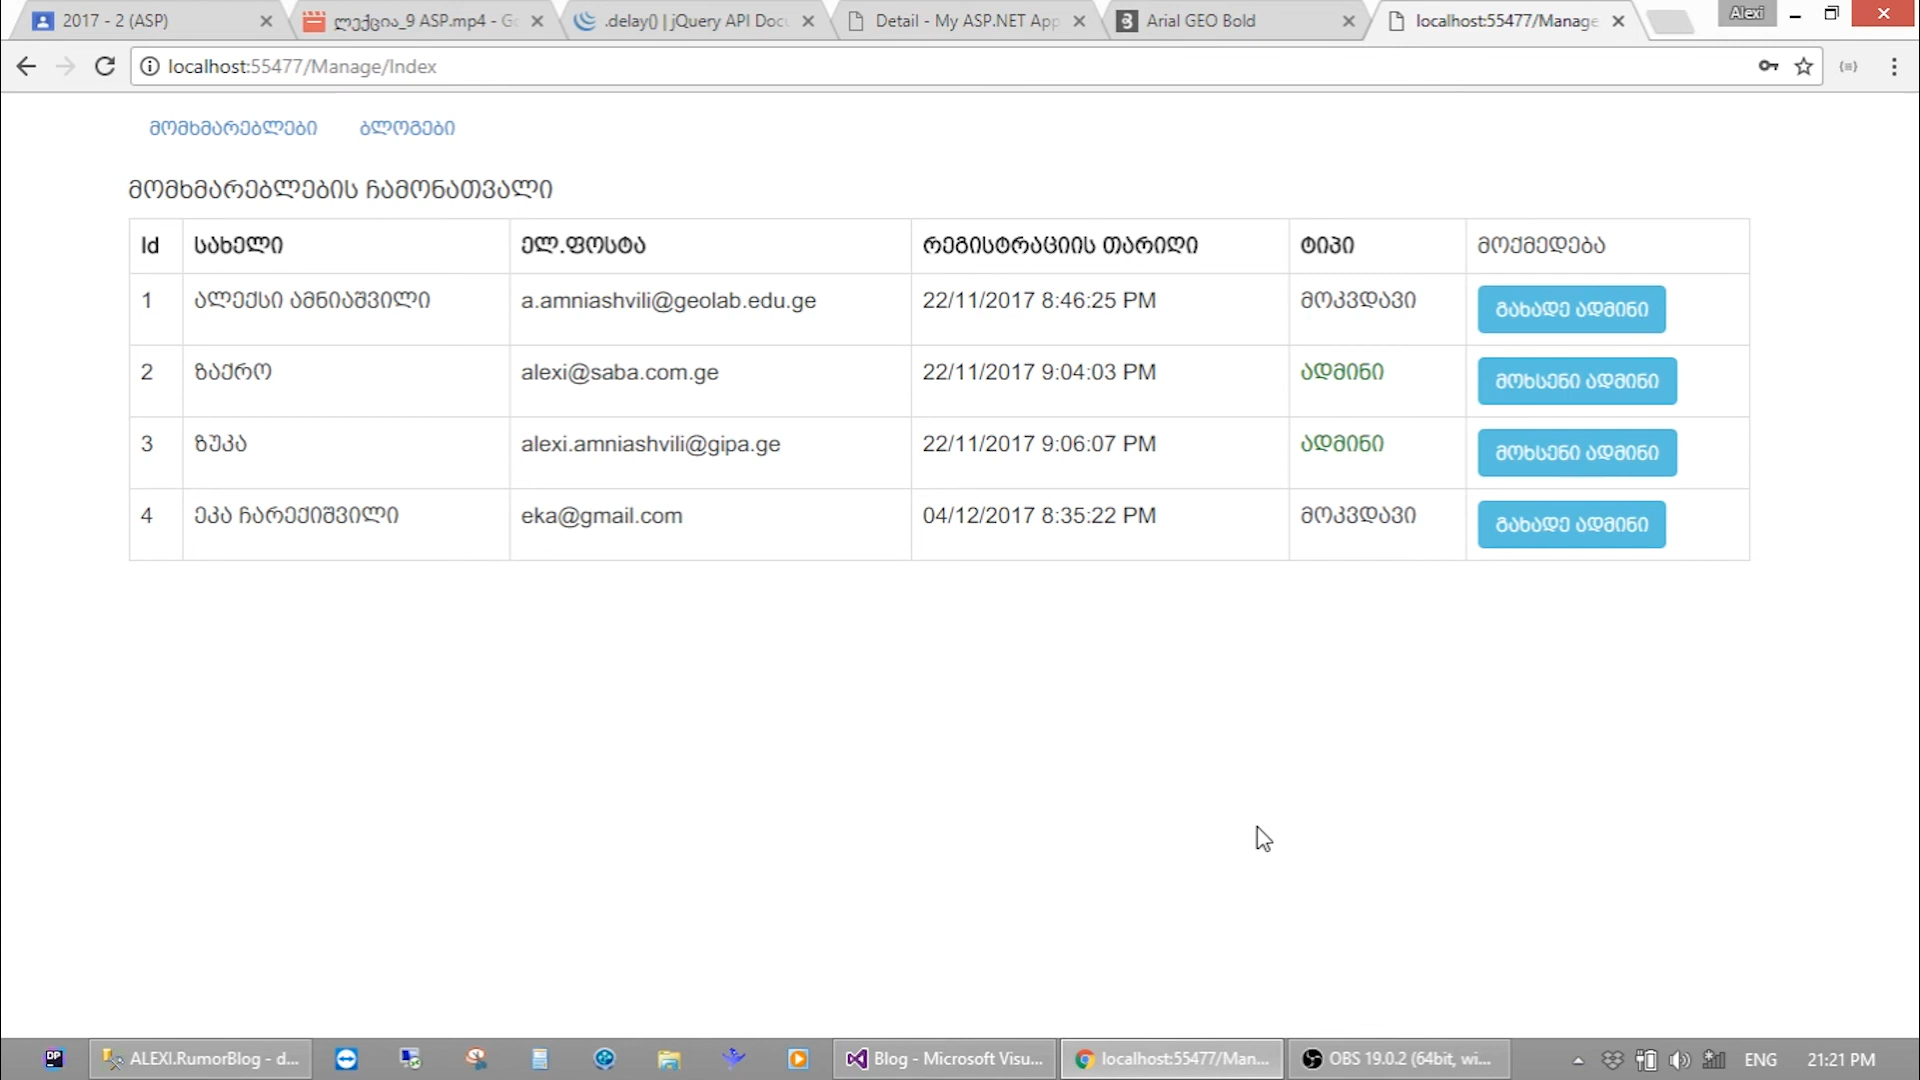 2017 - 2 (ASP)
ლექცია_9 ASP.mp4 - Go
.delay() | jQuery API Docu
Detail - My ASP.NET App
Arial GEO Bold
localhost:55477/Manage
Alexi
localhost:55477/Manage/Index
მომხმარებლები ბლოგები
მომხმარებლების ჩამონათვალი
Id სახელი ელ.ფოსტა რეგისტრაციის თარიღი ტიპი მოქმედება
1 ალექსი ამნიაშვილი a.amniashvili@geolab.edu.ge 22/11/2017 8:46:25 PM მოკვდავი გახადე ადმინი
2 ზაქრო alexi@saba.com.ge 22/11/2017 9:04:03 PM ადმინი მოხსენი ადმინი
3 ზუკა alexi.amniashvili@gipa.ge 22/11/2017 9:06:07 PM ადმინი მოხსენი ადმინი
4 ეკა ჩარექიშვილი eka@gmail.com 04/12/2017 8:35:22 PM მოკვდავი გახადე ადმინი
DP ALEXI.RumorBlog - d... Blog - Microsoft Visu... localhost:55477/Man... OBS 19.0.2 (64bit, wi... ENG 21:21 PM